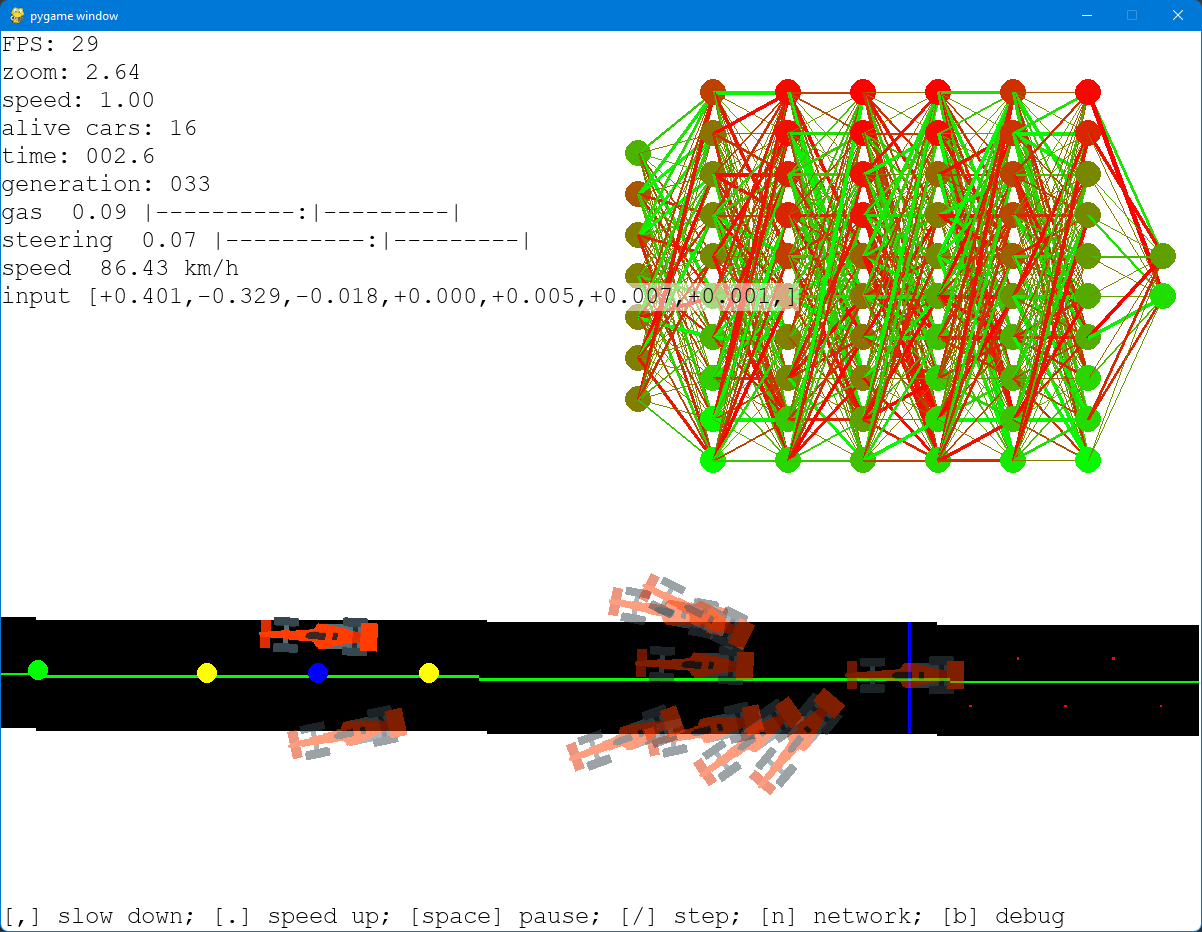 pygame window
FPS: 29
zoom: 2.64
speed: 1.00
alive cars: 16
time: 002.6
generation: 033
gas  0.09 |----------:|---------|
steering  0.07 |----------:|---------|
speed  86.43 km/h
input [+0.401,-0.329,-0.018,+0.000,+0.005,+0.007,+0.001,]
[,] slow down; [.] speed up; [space] pause; [/] step; [n] network; [b] debug